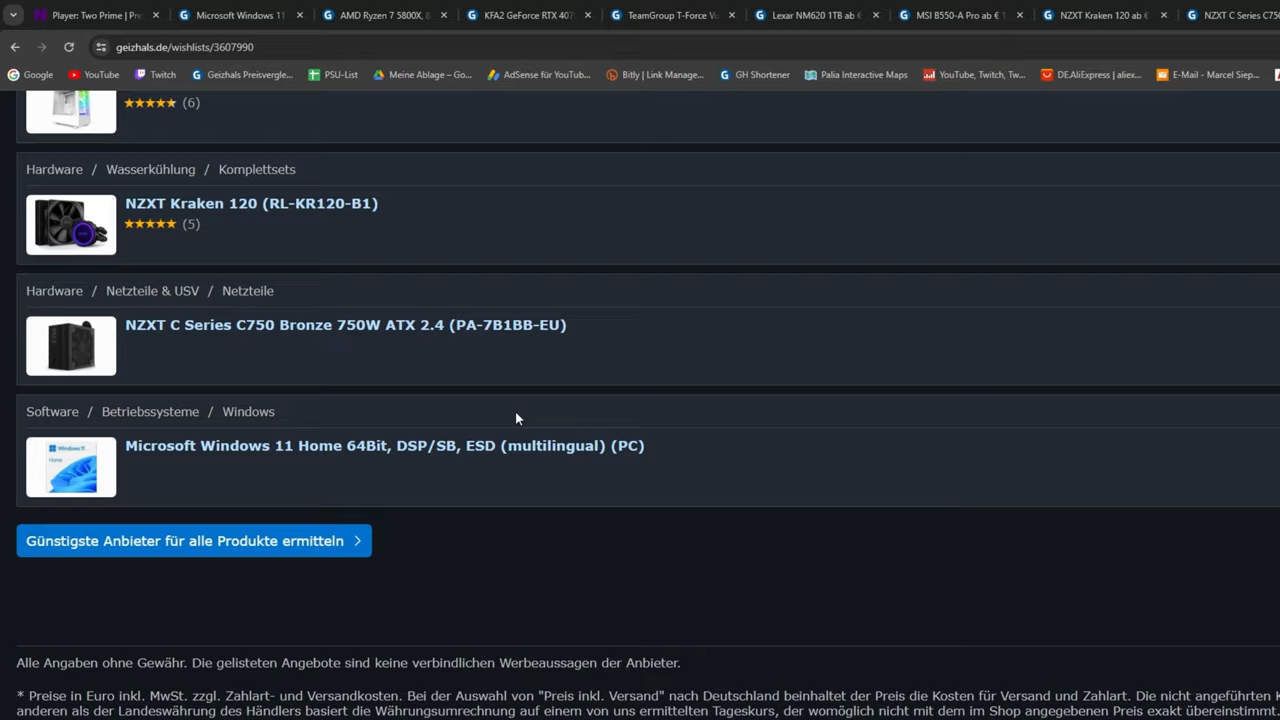 Player: Two Prime | Pre
Microsoft Windows 11
AMD Ryzen 7 5800X, 8
KFA2 GeForce RTX 407
TeamGroup T-Force Vu
Lexar NM620 1TB ab €
MSI B550-A Pro ab € 1
NZXT Kraken 120 ab €
NZXT C Series C75
geizhals.de/wishlists/3607990
Google
YouTube
Twitch
Geizhals Preisvergle...
PSU-List
Meine Ablage – Go...
AdSense für YouTub...
Bitly | Link Manage...
GH Shortener
Palia Interactive Maps
YouTube, Twitch, Tw...
DE.AliExpress | aliex...
E-Mail - Marcel Siep...
(6)
Hardware / Wasserkühlung / Komplettsets
NZXT Kraken 120 (RL-KR120-B1)
(5)
Hardware / Netzteile & USV / Netzteile
NZXT C Series C750 Bronze 750W ATX 2.4 (PA-7B1BB-EU)
Software / Betriebssysteme / Windows
Microsoft Windows 11 Home 64Bit, DSP/SB, ESD (multilingual) (PC)
Günstigste Anbieter für alle Produkte ermitteln
Alle Angaben ohne Gewähr. Die gelisteten Angebote sind keine verbindlichen Werbeaussagen der Anbieter.
* Preise in Euro inkl. MwSt. zzgl. Zahlart- und Versandkosten. Bei der Auswahl von "Preis inkl. Versand" nach Deutschland beinhaltet der Preis die Kosten für Versand und Zahlart. Die nicht angeführten K
anderen als der Landeswährung des Händlers basiert die Währungsumrechnung auf einem von uns ermittelten Tageskurs, der womöglich nicht mit dem im Shop angegebenen Preis exakt übereinstimmt.